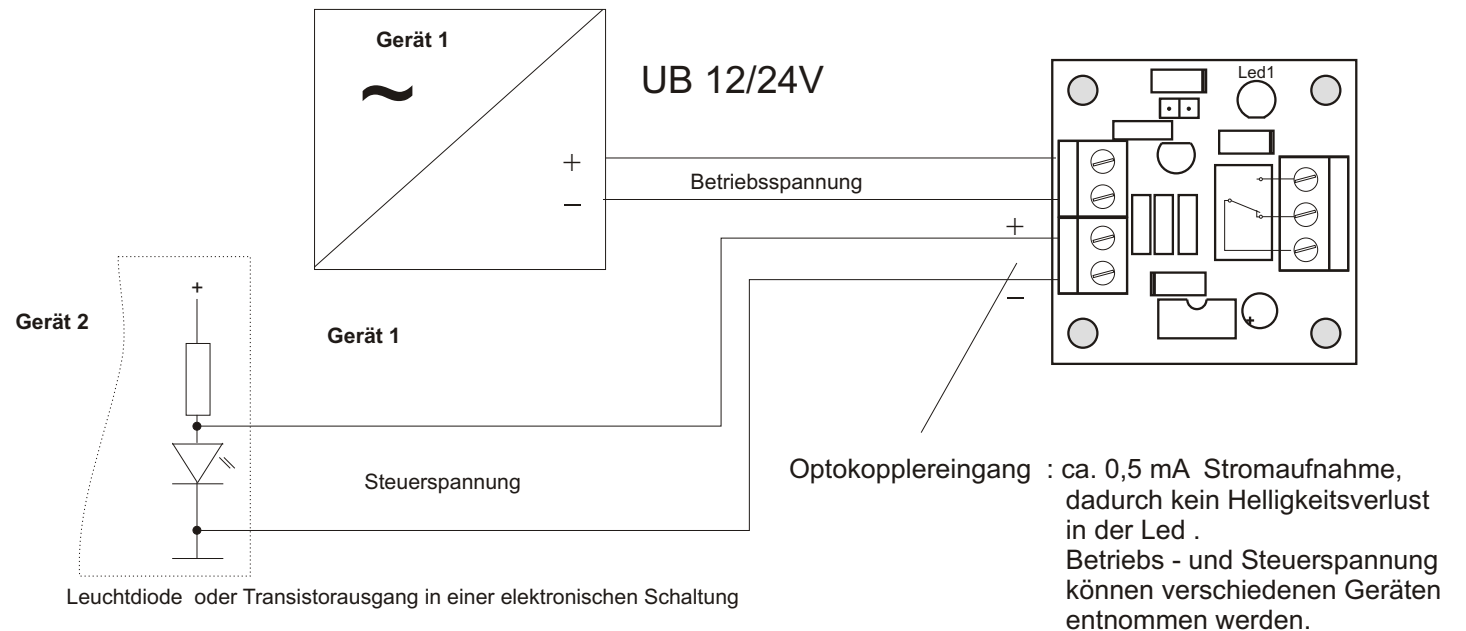 Gerät 1
~
UB 12/24V
Led1
+
Betriebsspannung
–
+
–
+
Gerät 2
Gerät 1
Steuerspannung
+
Optokopplereingang : ca. 0,5 mA Stromaufnahme,
dadurch kein Helligkeitsverlust
in der Led .
Betriebs - und Steuerspannung
können verschiedenen Geräten
entnommen werden.
Leuchtdiode oder Transistorausgang in einer elektronischen Schaltung